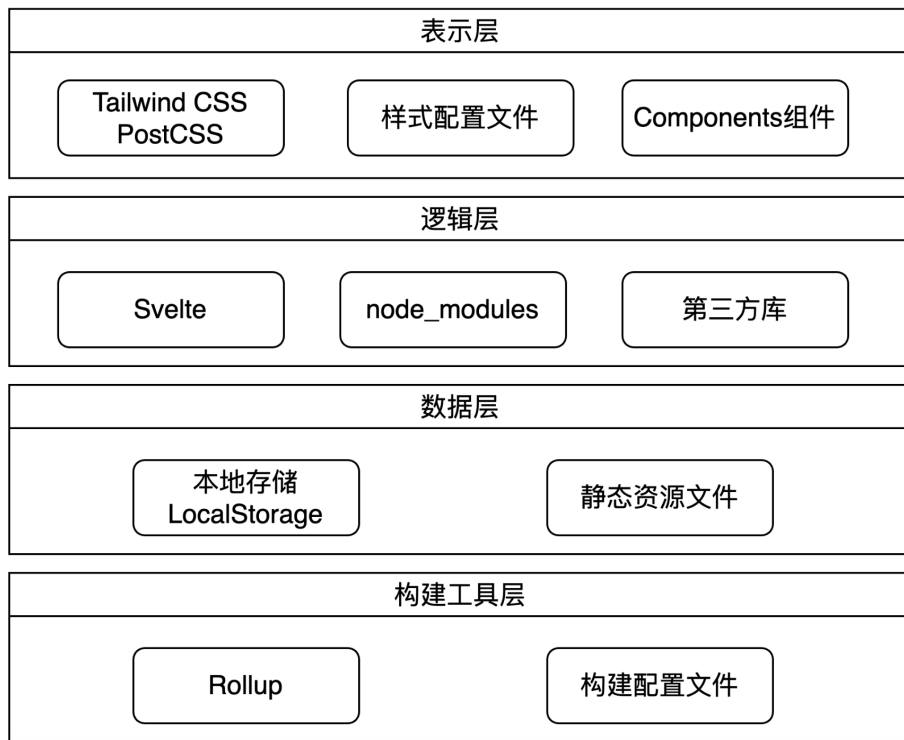 表示层
Tailwind CSS
PostCSS
样式配置文件
Components组件
逻辑层
Svelte
node_modules
第三方库
数据层
本地存储
LocalStorage
静态资源文件
构建工具层
Rollup
构建配置文件